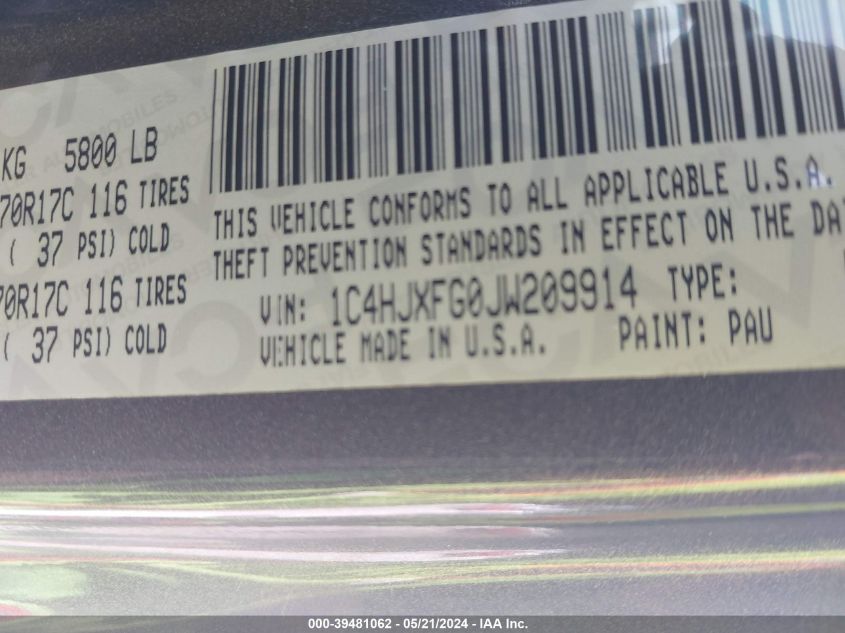 KG 5800 LB
70R17C 116 TIRES
( 37 PSI) COLD
70R17C 116 TIRES
( 37 PSI) COLD
THIS VEHICLE CONFORMS TO ALL APPLICABLE U.S.A.
THEFT PREVENTION STANDARDS IN EFFECT ON THE DA
VIN: 1C4HJXFG0JW209914 TYPE:
VEHICLE MADE IN U.S.A. PAINT: PAU
000-39481062 - 05/21/2024 - IAA Inc.